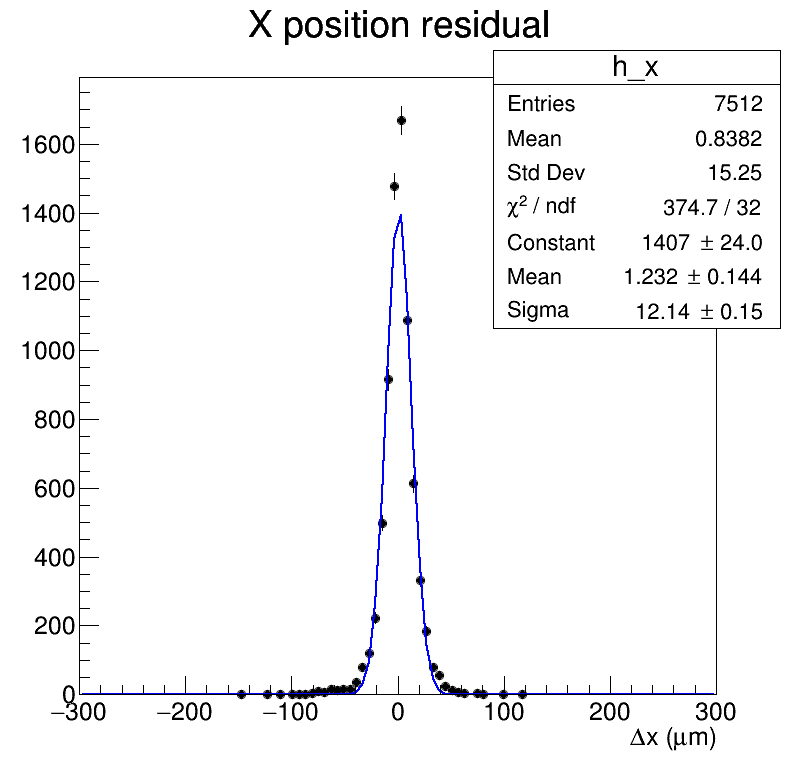 X position residual
h_x
Entries 7512
Mean 0.8382
Std Dev 15.25
χ² / ndf 374.7 / 32
Constant 1407 ± 24.0
Mean 1.232 ± 0.144
Sigma 12.14 ± 0.15
1600
1400
1200
1000
800
600
400
200
0
−300 −200 −100 0 100 200 300
Δx (μm)